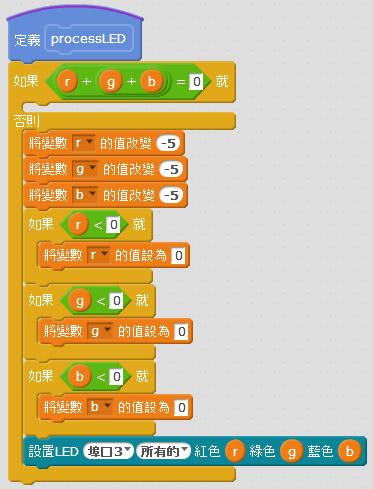 定義 processLED
如果 r + g + b = 0 就
否則
將變數 r 的值改變 -5
將變數 g 的值改變 -5
將變數 b 的值改變 -5
如果 r < 0 就
將變數 r 的值設為 0
如果 g < 0 就
將變數 g 的值設為 0
如果 b < 0 就
將變數 b 的值設為 0
設置LED 埠口3 所有的 紅色 r 綠色 g 藍色 b